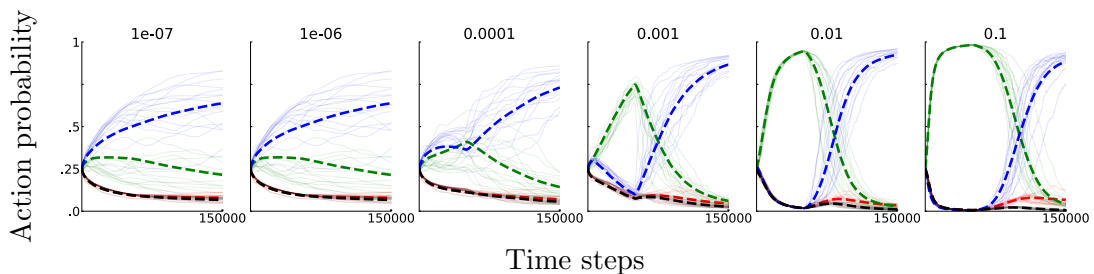 1e-07 1e-06 0.0001 0.001 0.01 0.1
Action probability
1
.5
.25
.0
150000 150000 150000 150000 150000 150000
Time steps